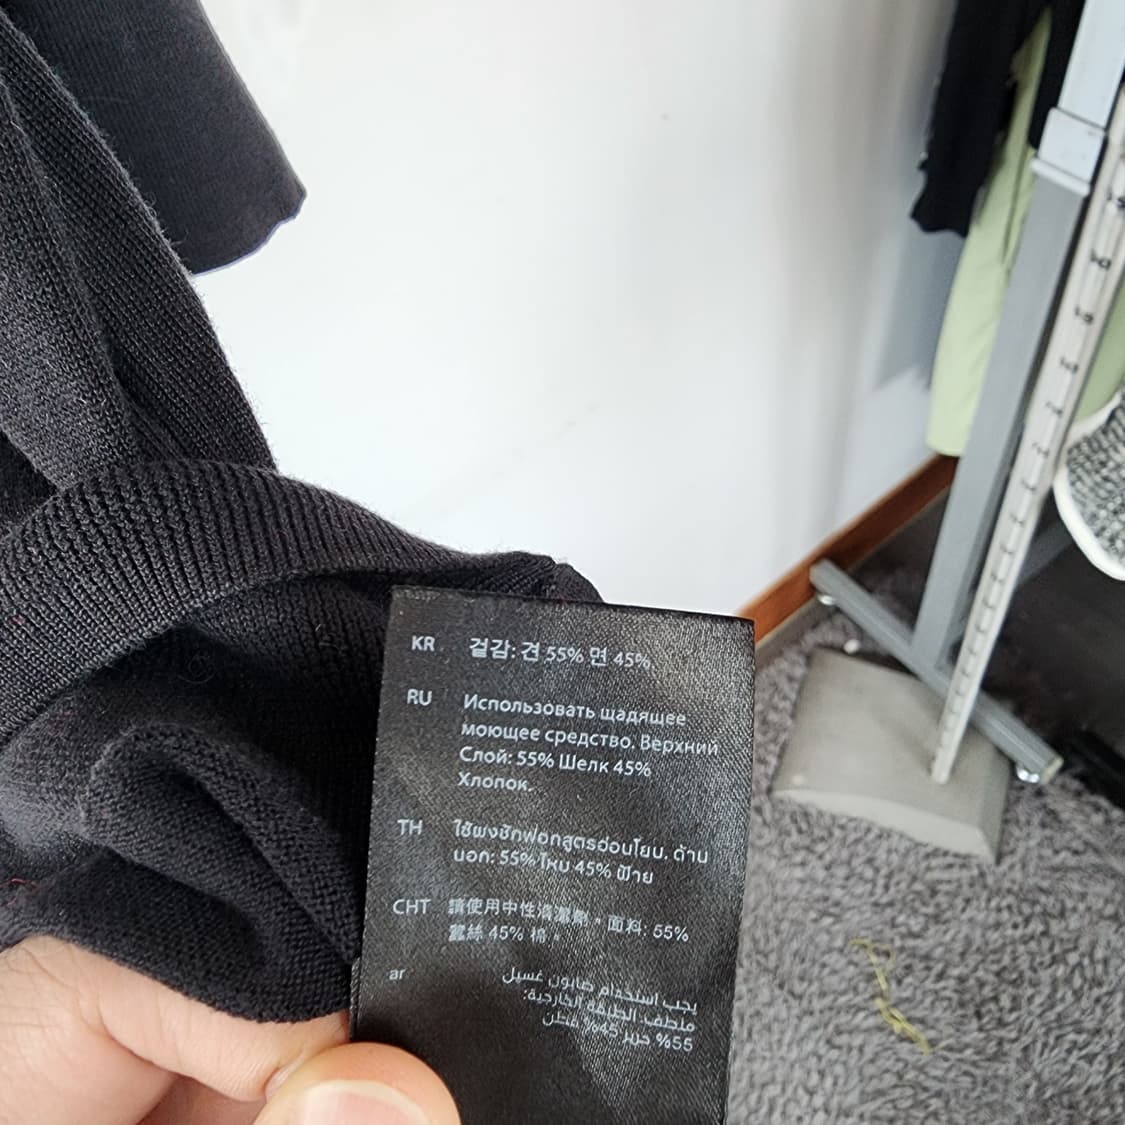 KR 겉감: 견 55% 면 45%
RU Использовать щадящее
моющее средство. Верхний
Слой: 55% Шелк 45%
Хлопок.
TH ใช้ผงซักฟอกสูตรอ่อนโยน. ด้าน
นอก: 55% ไหม 45% ฝ้าย
CHT 請使用中性清潔劑。面料: 55%
蠶絲 45% 棉。
ar يجب استخدام صابون غسيل
منظف. الطبقة الخارجية:
55% حرير 45% قطن